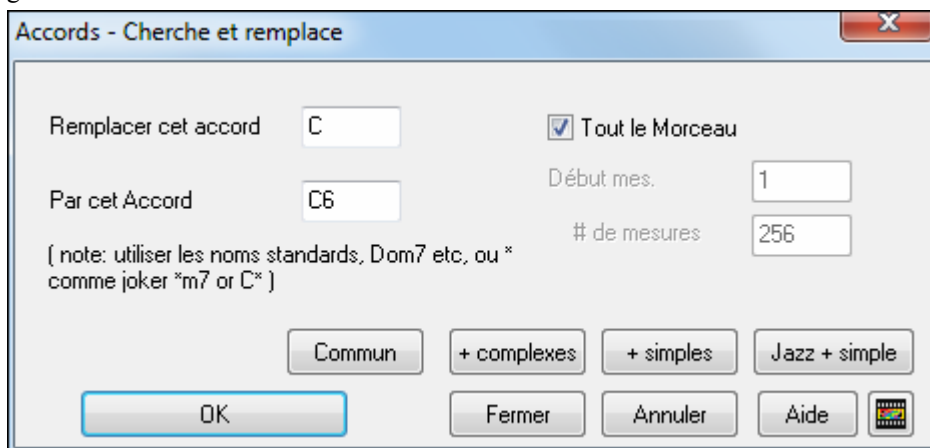 Accords - Cherche et remplace
Remplacer cet accord C
Tout le Morceau
Début mes. 1
Par cet Accord C6
# de mesures 256
( note: utiliser les noms standards, Dom7 etc, ou *
comme joker *m7 or C* )
Commun + complexes + simples Jazz + simple
OK Fermer Annuler Aide